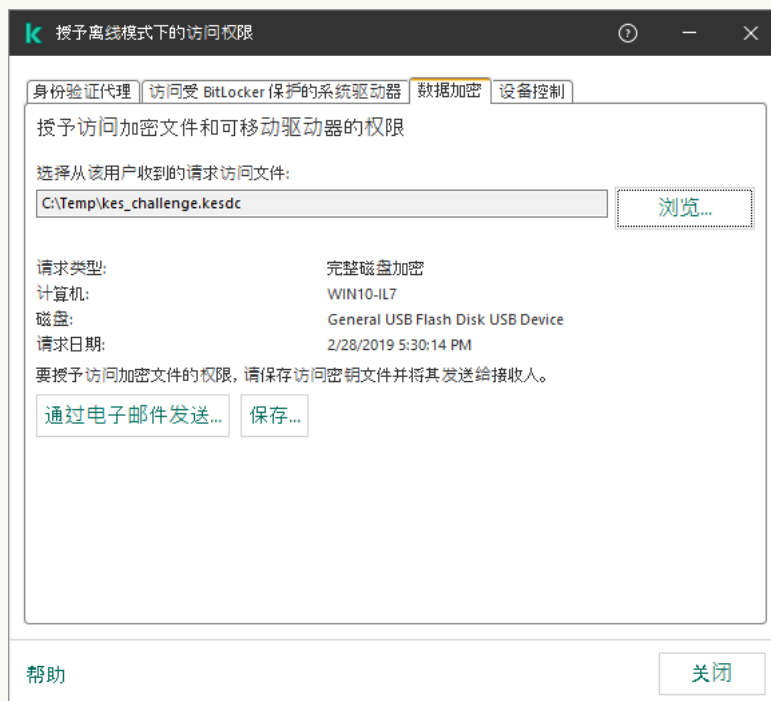 授予离线模式下的访问权限
身份验证代理 访问受 BitLocker 保护的系统驱动器 数据加密 设备控制
授予访问加密文件和可移动驱动器的权限
选择从该用户收到的请求访问文件:
C:\Temp\kes_challenge.kesdc 浏览...
请求类型: 完整磁盘加密
计算机: WIN10-IL7
磁盘: General USB Flash Disk USB Device
请求日期: 2/28/2019 5:30:14 PM
要授予访问加密文件的权限, 请保存访问密钥文件并将其发送给接收人。
通过电子邮件发送... 保存...
帮助 关闭